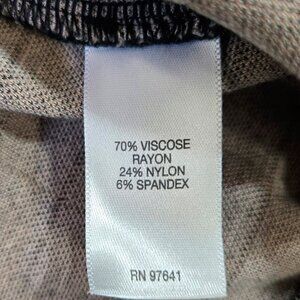 70% VISCOSE
RAYON
24% NYLON
6% SPANDEX
RN 97641